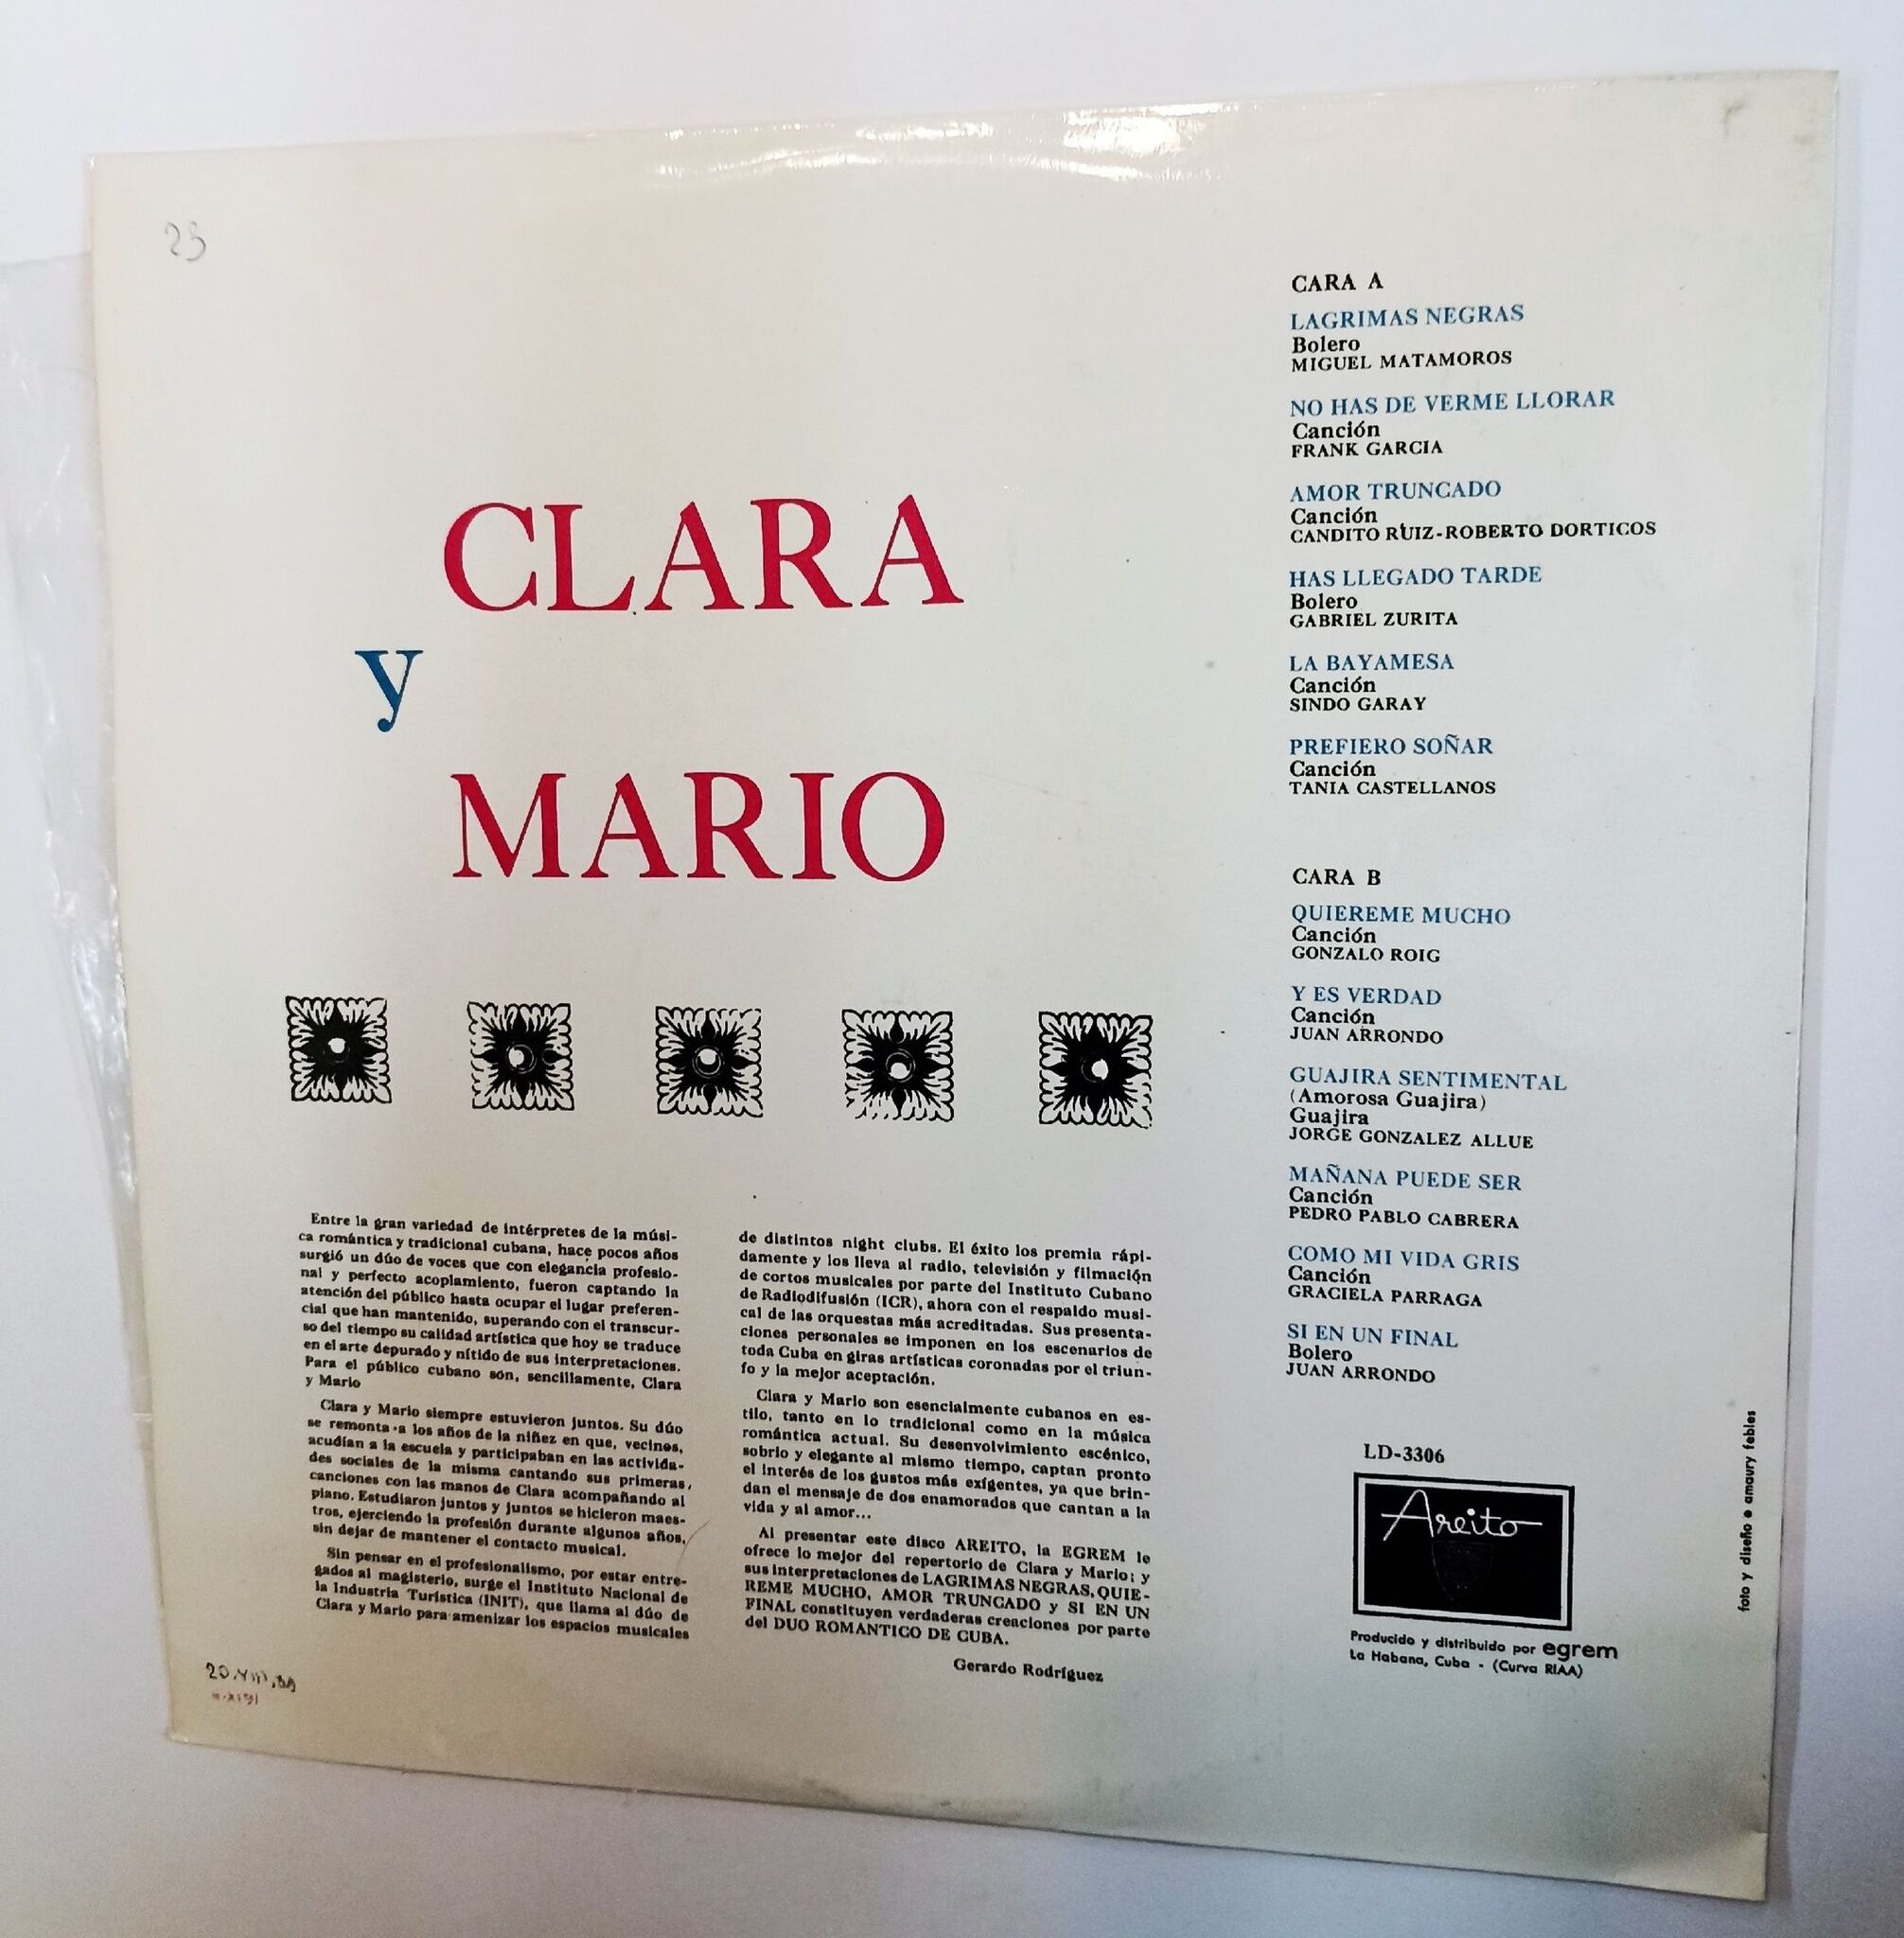 23
CLARA
y
MARIO
Entre la gran variedad de intérpretes de la músi-
ca romántica y tradicional cubana, hace pocos años
surgió un dúo de voces que con elegancia profesio-
nal y perfecto acoplamiento, fueron captando la
atención del público hasta ocupar el lugar preferen-
cial que han mantenido, superando con el transcur-
so del tiempo su calidad artística que hoy se traduce
en el arte depurado y nítido de sus interpretaciones.
Para el público cubano son, sencillamente, Clara
y Mario
Clara y Mario siempre estuvieron juntos. Su dúo
se remonta a los años de la niñez en que, vecinos,
acudían a la escuela y participaban en las activida-
des sociales de la misma cantando sus primeras
canciones con las manos de Clara acompañando al
piano. Estudiaron juntos y juntos se hicieron maes-
tros, ejerciendo la profesión durante algunos años,
sin dejar de mantener el contacto musical.
Sin pensar en el profesionalismo, por estar entre-
gados al magisterio, surge el Instituto Nacional de
la Industria Turística (INIT), que llama al dúo de
Clara y Mario para amenizar los espacios musicales
de distintos night clubs. El éxito los premia rápi-
damente y los lleva al radio, televisión y filmación
de cortos musicales por parte del Instituto Cubano
de Radiodifusión (ICR), ahora con el respaldo musi-
cal de las orquestas más acreditadas. Sus presenta-
ciones personales se imponen en los escenarios de
toda Cuba en giras artísticas coronadas por el triun-
fo y la mejor aceptación.
Clara y Mario son esencialmente cubanos en es-
tilo, tanto en lo tradicional como en la música
romántica actual. Su desenvolvimiento escénico,
sobrio y elegante al mismo tiempo, captan pronto
el interés de los gustos más exigentes, ya que brin-
dan el mensaje de dos enamorados que cantan a la
vida y al amor...
Al presentar este disco AREITO, la EGREM le
ofrece lo mejor del repertorio de Clara y Mario; y
sus interpretaciones de LAGRIMAS NEGRAS, QUIE-
REME MUCHO, AMOR TRUNCADO y SI EN UN
FINAL constituyen verdaderas creaciones por parte
del DUO ROMANTICO DE CUBA.
Gerardo Rodríguez
CARA A
LAGRIMAS NEGRAS
Bolero
MIGUEL MATAMOROS
NO HAS DE VERME LLORAR
Canción
FRANK GARCIA
AMOR TRUNCADO
Canción
CANDITO RUIZ-ROBERTO DORTICOS
HAS LLEGADO TARDE
Bolero
GABRIEL ZURITA
LA BAYAMESA
Canción
SINDO GARAY
PREFIERO SOÑAR
Canción
TANIA CASTELLANOS
CARA B
QUIEREME MUCHO
Canción
GONZALO ROIG
Y ES VERDAD
Canción
JUAN ARRONDO
GUAJIRA SENTIMENTAL
(Amorosa Guajira)
Guajira
JORGE GONZALEZ ALLUE
MAÑANA PUEDE SER
Canción
PEDRO PABLO CABRERA
COMO MI VIDA GRIS
Canción
GRACIELA PARRAGA
SI EN UN FINAL
Bolero
JUAN ARRONDO
LD-3306
Areito
Producido y distribuido por egrem
La Habana, Cuba - (Curva RIAA)
foto y diseño • amaury febles